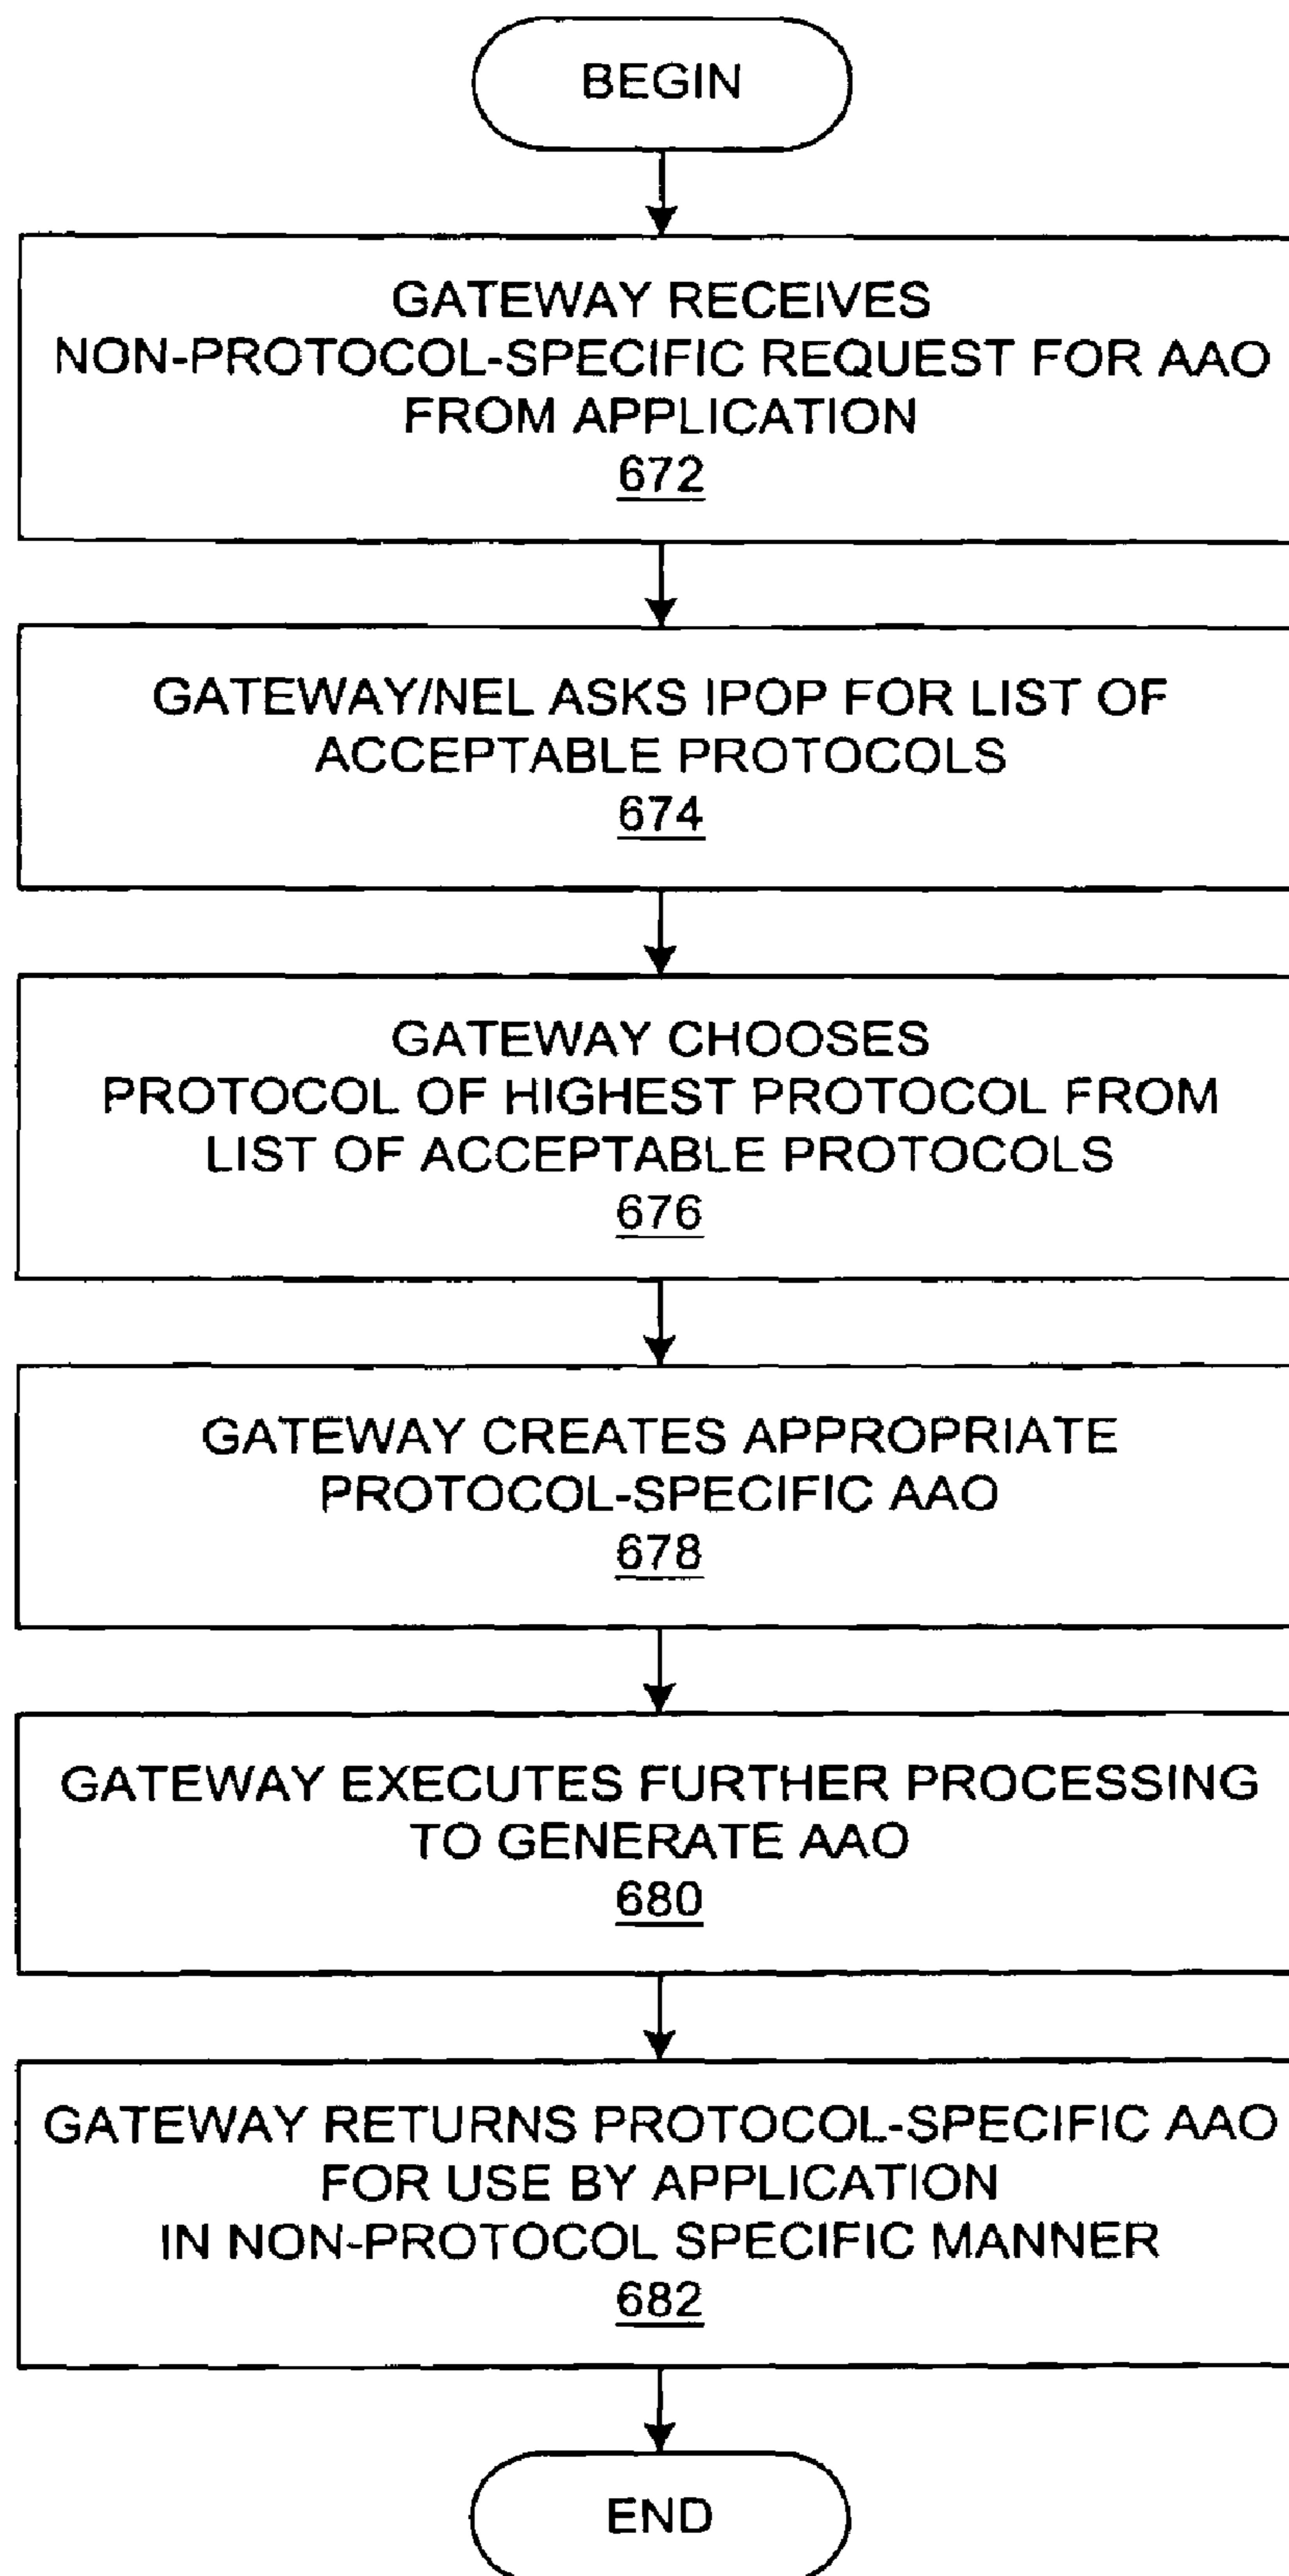 BEGIN
GATEWAY RECEIVES
NON-PROTOCOL-SPECIFIC REQUEST FOR AAO
FROM APPLICATION
672
GATEWAY/NEL ASKS IPOP FOR LIST OF
ACCEPTABLE PROTOCOLS
674
GATEWAY CHOOSES
PROTOCOL OF HIGHEST PROTOCOL FROM
LIST OF ACCEPTABLE PROTOCOLS
676
GATEWAY CREATES APPROPRIATE
PROTOCOL-SPECIFIC AAO
678
GATEWAY EXECUTES FURTHER PROCESSING
TO GENERATE AAO
680
GATEWAY RETURNS PROTOCOL-SPECIFIC AAO
FOR USE BY APPLICATION
IN NON-PROTOCOL SPECIFIC MANNER
682
END